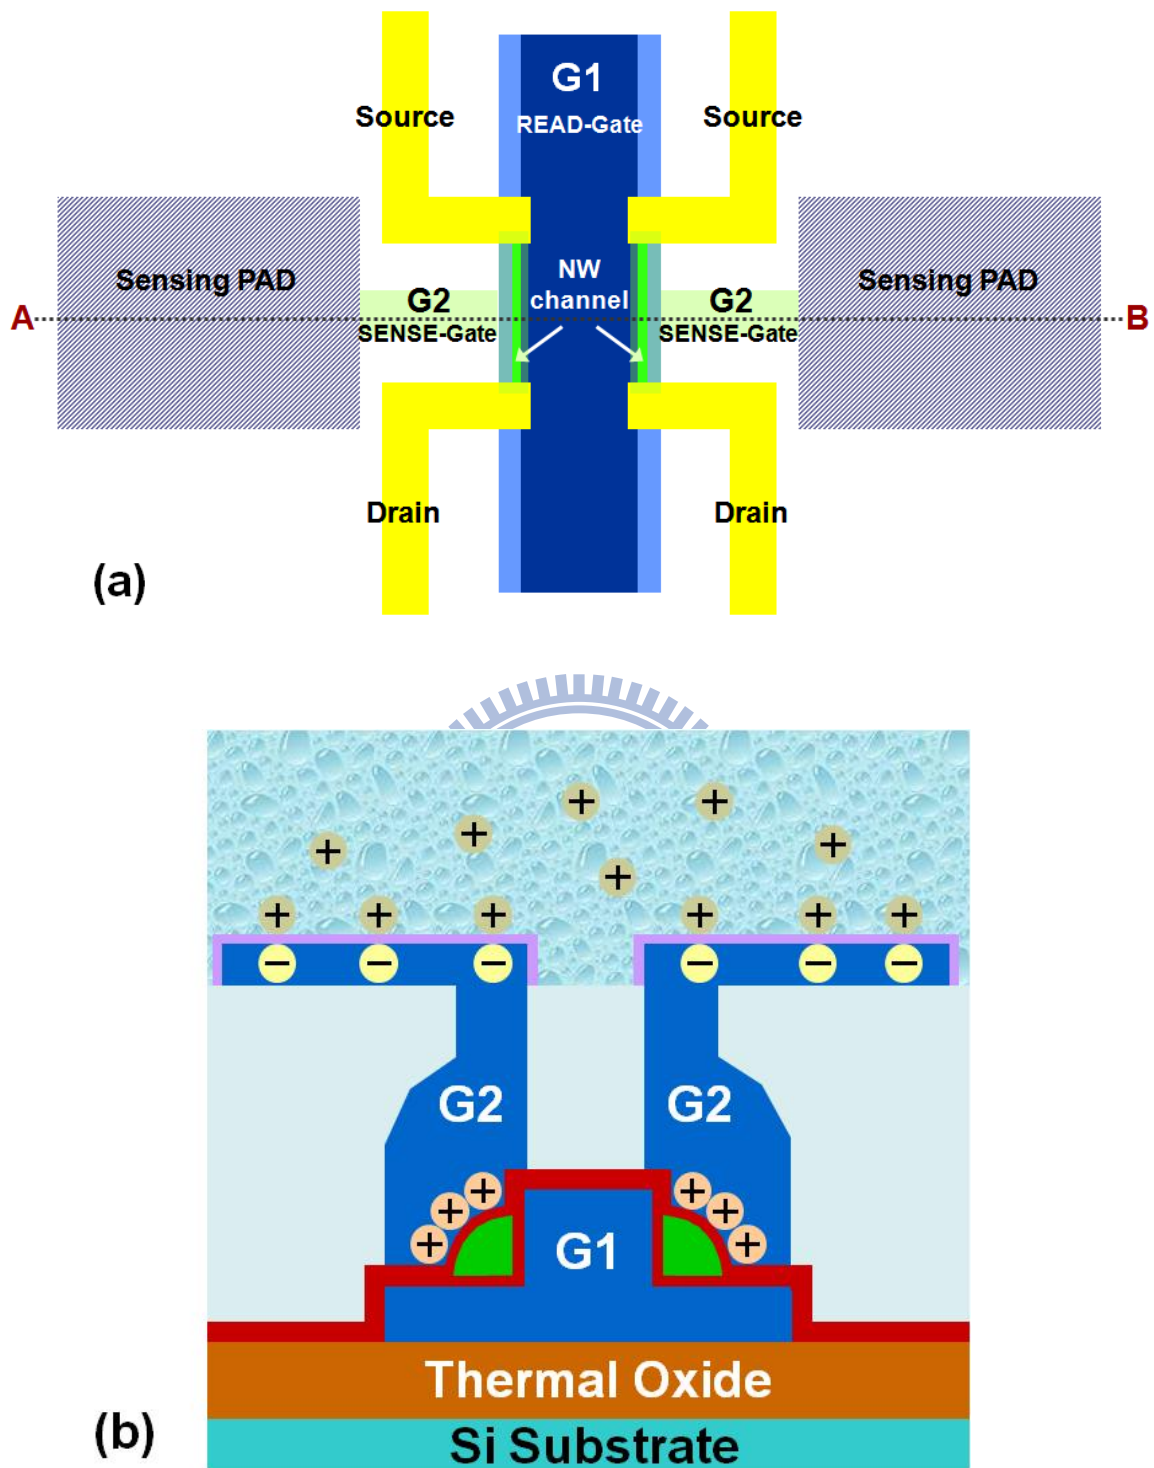 G1
READ-Gate
Source
Source
Sensing PAD
NW
channel
Sensing PAD
G2
SENSE-Gate
G2
SENSE-Gate
A
B
Drain
Drain
(a)
+ + + + + +
+ + + + + +
− − − − − −
G2
G2
+ + + + + +
G1
Thermal Oxide
(b)
Si Substrate